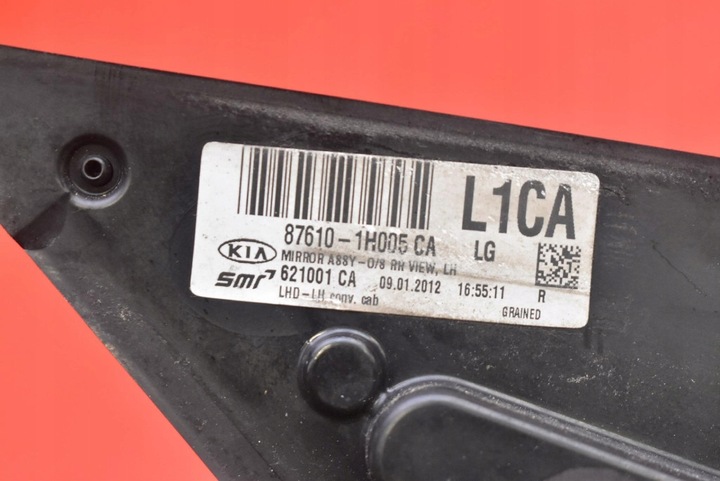 L1CA
87610-1H005 CA LG
KIA MIRROR ASSY-O/S RR VIEW, LH
smr 621001 CA 09.01.2012 16:55:11 R
LHD-LH conv. cab GRAINED